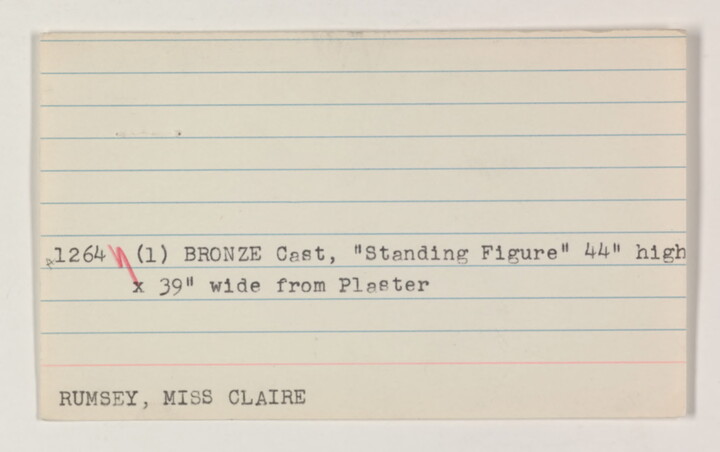 1264 (1) BRONZE Cast, "Standing Figure" 44" high
x 39" wide from Plaster
RUMSEY, MISS CLAIRE